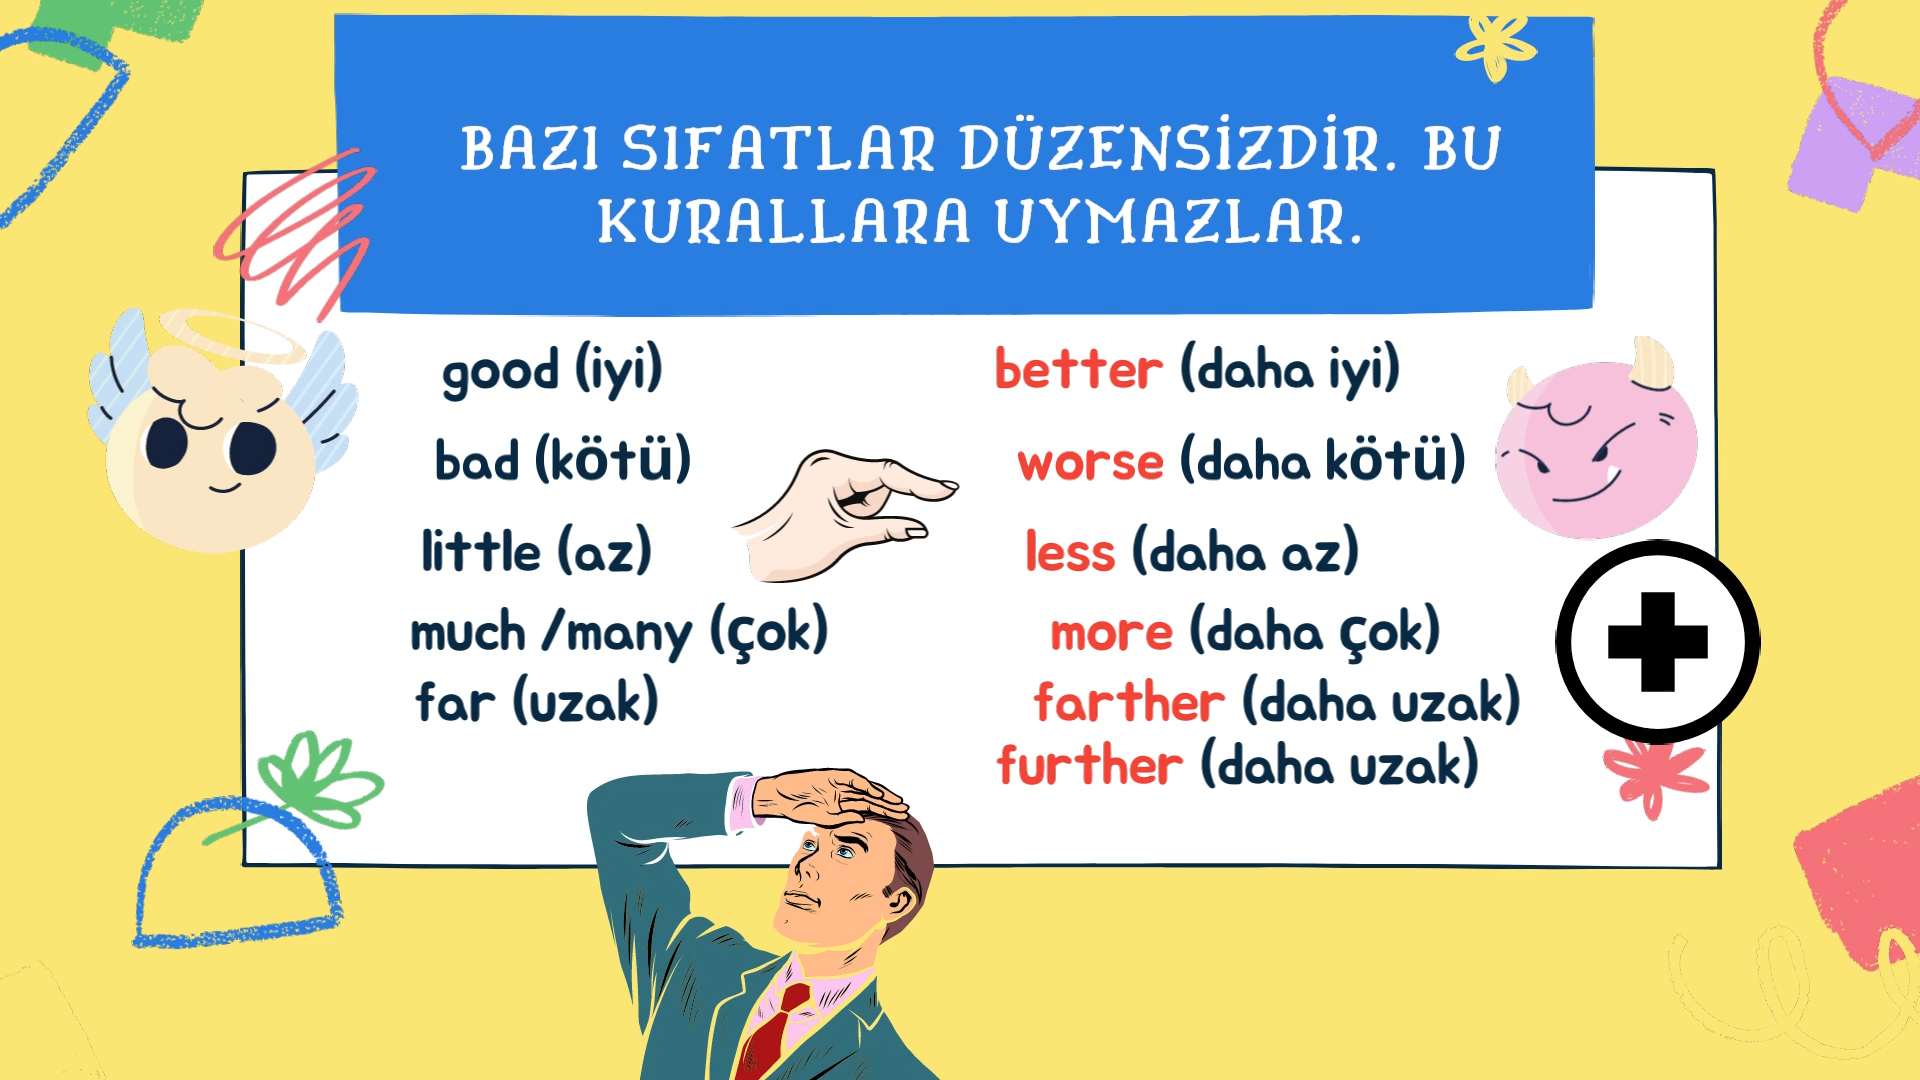 BAZI SIFATLAR DÜZENSİZDİR. BU
KURALLARA UYMAZLAR.
good (iyi)
better (daha iyi)
bad (kötü)
worse (daha kötü)
little (az)
less (daha az)
much /many (çok)
more (daha çok)
far (uzak)
farther (daha uzak)
further (daha uzak)